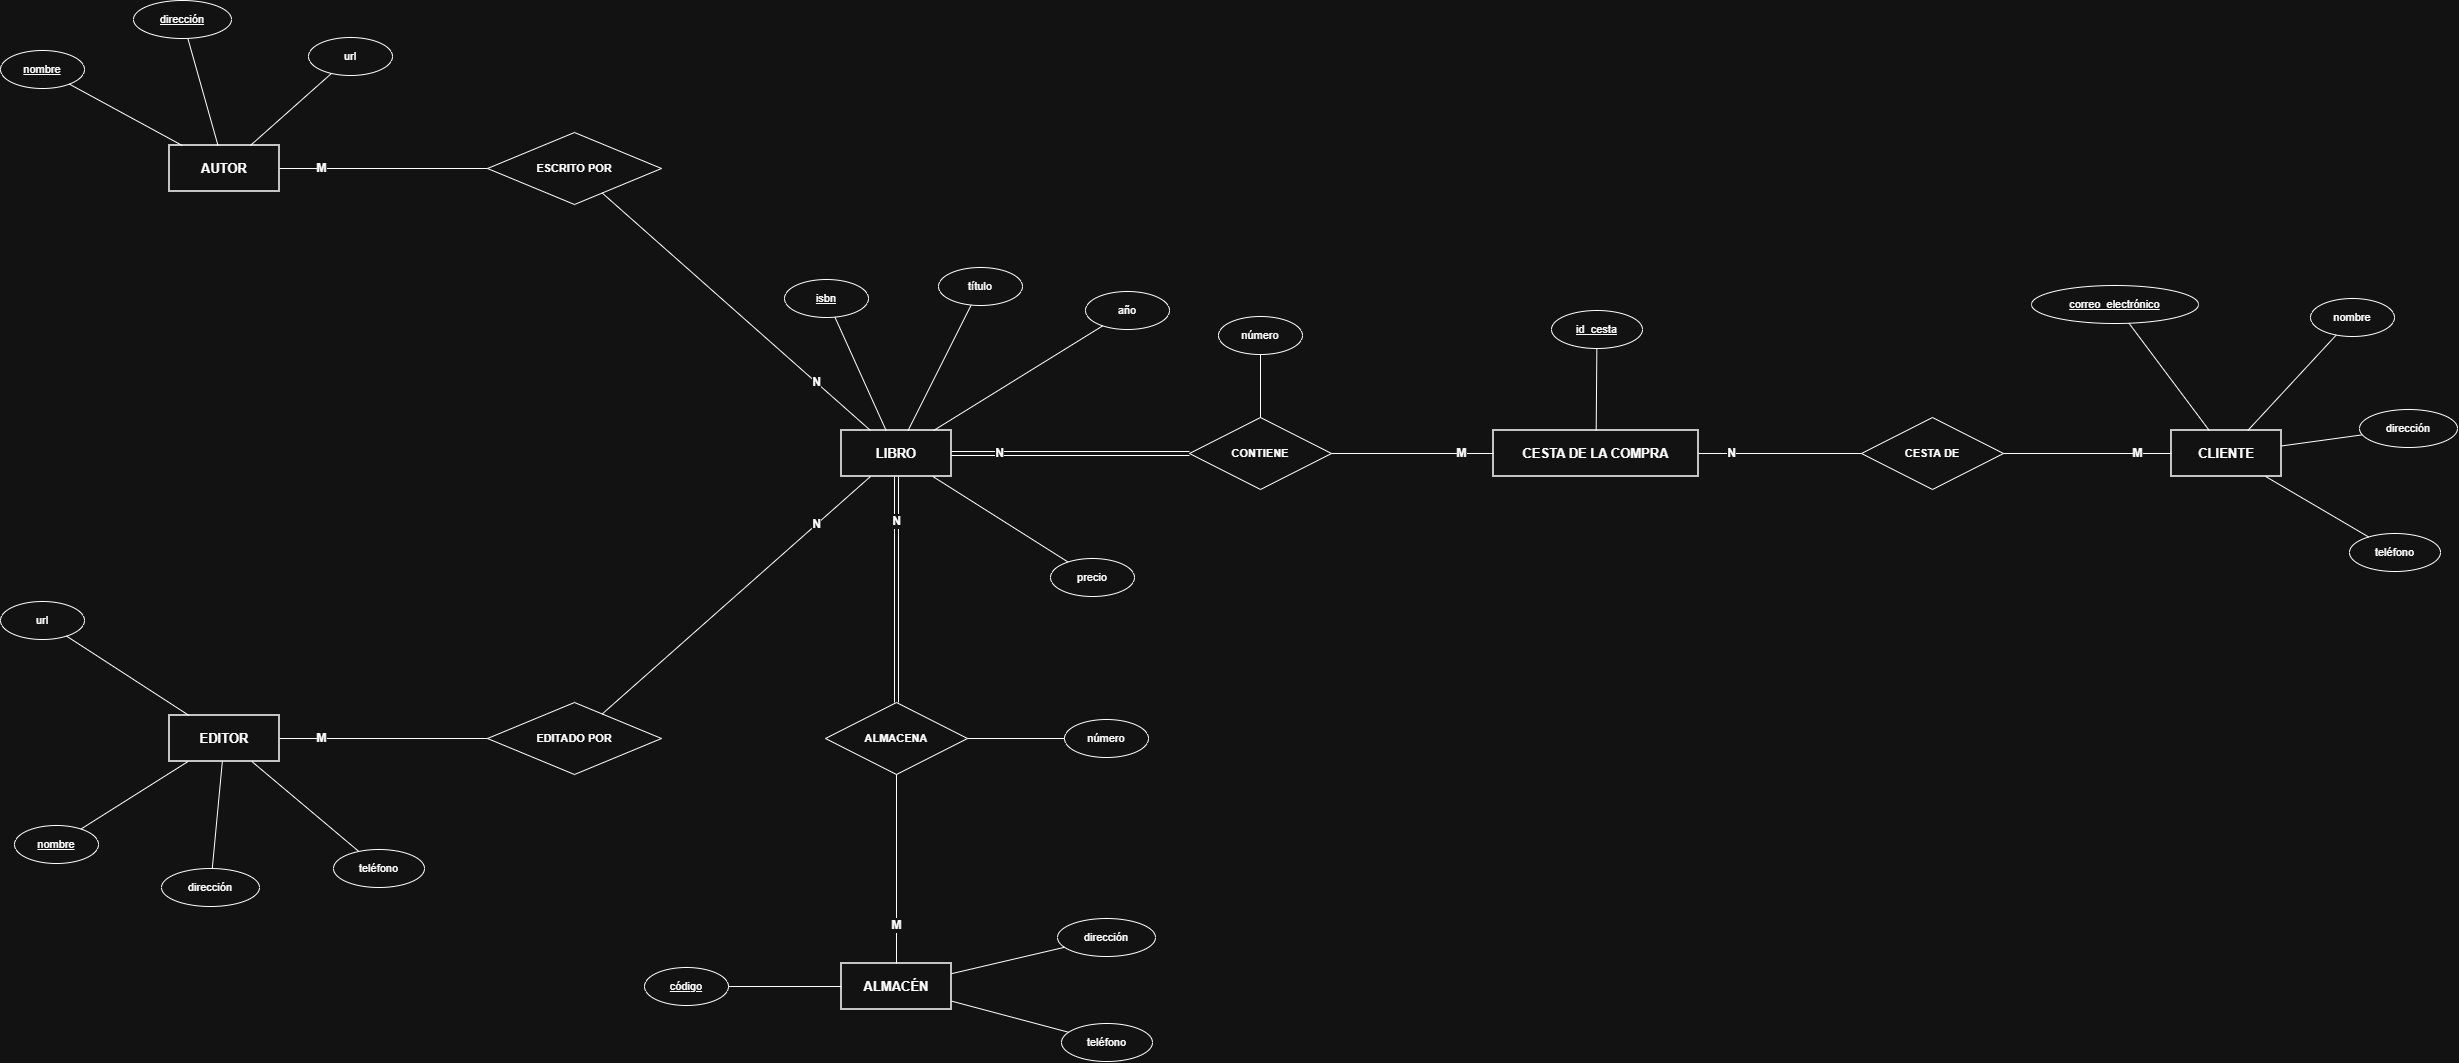 dirección
url
nombre
AUTOR
M
ESCRITO POR
N
isbn
título
año
número
id_cesta
correo_electrónico
nombre
dirección
LIBRO
N
CONTIENE
M
CESTA DE LA COMPRA
N
CESTA DE
M
CLIENTE
N
N
teléfono
precio
url
EDITOR
M
EDITADO POR
ALMACENA
número
nombre
dirección
teléfono
M
código
ALMACÉN
dirección
teléfono